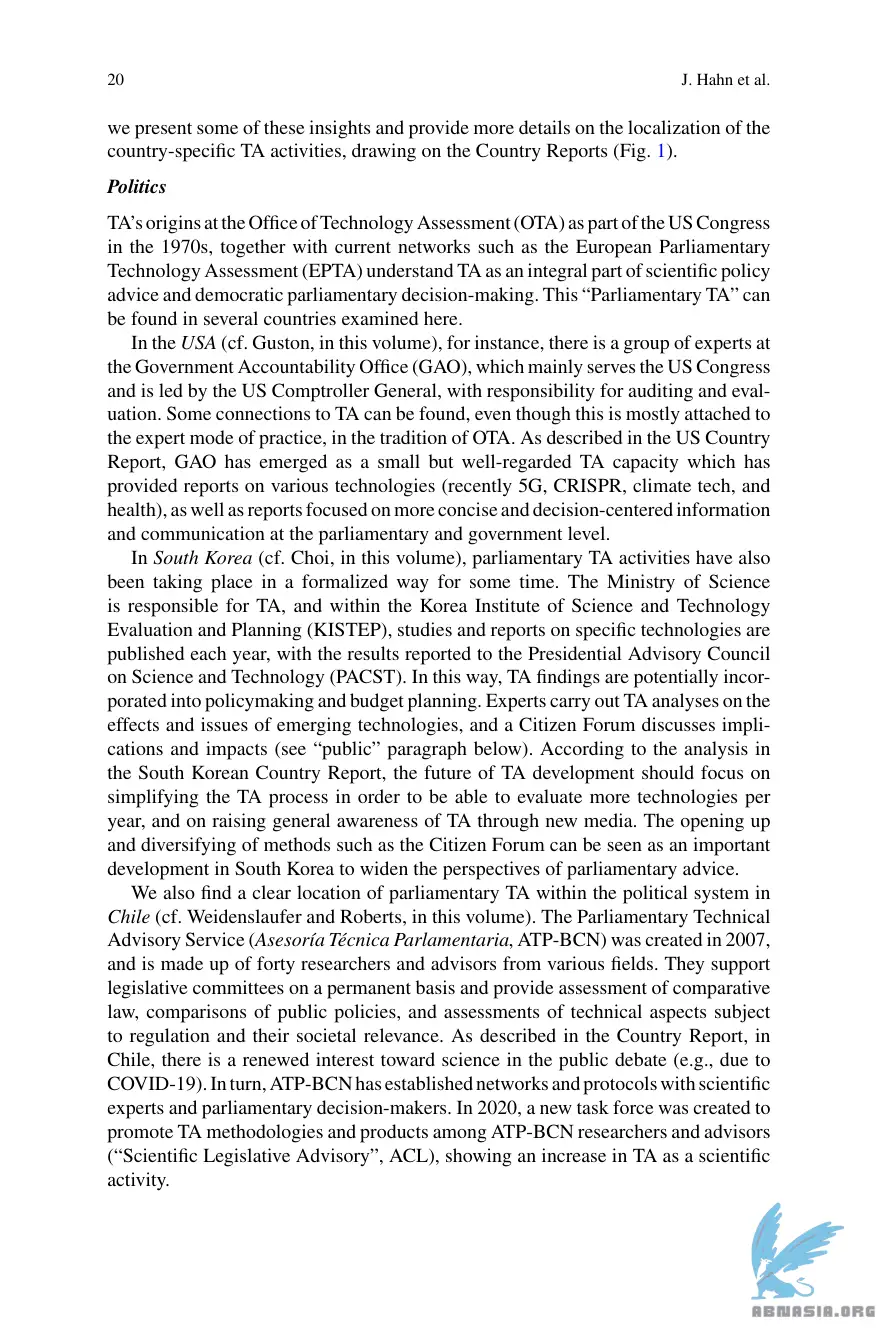 20
J. Hahn et al.
we present some of these insights and provide more details on the localization of the
country-specific TA activities, drawing on the Country Reports (Fig. 1).
Politics
TA’s origins at the Office of Technology Assessment (OTA) as part of the US Congress
in the 1970s, together with current networks such as the European Parliamentary
Technology Assessment (EPTA) understand TA as an integral part of scientific policy
advice and democratic parliamentary decision-making. This “Parliamentary TA” can
be found in several countries examined here.
In the USA (cf. Guston, in this volume), for instance, there is a group of experts at
the Government Accountability Office (GAO), which mainly serves the US Congress
and is led by the US Comptroller General, with responsibility for auditing and eval-
uation. Some connections to TA can be found, even though this is mostly attached to
the expert mode of practice, in the tradition of OTA. As described in the US Country
Report, GAO has emerged as a small but well-regarded TA capacity which has
provided reports on various technologies (recently 5G, CRISPR, climate tech, and
health), as well as reports focused on more concise and decision-centered information
and communication at the parliamentary and government level.
In South Korea (cf. Choi, in this volume), parliamentary TA activities have also
been taking place in a formalized way for some time. The Ministry of Science
is responsible for TA, and within the Korea Institute of Science and Technology
Evaluation and Planning (KISTEP), studies and reports on specific technologies are
published each year, with the results reported to the Presidential Advisory Council
on Science and Technology (PACST). In this way, TA findings are potentially incor-
porated into policymaking and budget planning. Experts carry out TA analyses on the
effects and issues of emerging technologies, and a Citizen Forum discusses impli-
cations and impacts (see “public” paragraph below). According to the analysis in
the South Korean Country Report, the future of TA development should focus on
simplifying the TA process in order to be able to evaluate more technologies per
year, and on raising general awareness of TA through new media. The opening up
and diversifying of methods such as the Citizen Forum can be seen as an important
development in South Korea to widen the perspectives of parliamentary advice.
We also find a clear location of parliamentary TA within the political system in
Chile (cf. Weidenslaufer and Roberts, in this volume). The Parliamentary Technical
Advisory Service (Asesoría Técnica Parlamentaria, ATP-BCN) was created in 2007,
and is made up of forty researchers and advisors from various fields. They support
legislative committees on a permanent basis and provide assessment of comparative
law, comparisons of public policies, and assessments of technical aspects subject
to regulation and their societal relevance. As described in the Country Report, in
Chile, there is a renewed interest toward science in the public debate (e.g., due to
COVID-19). In turn, ATP-BCN has established networks and protocols with scientific
experts and parliamentary decision-makers. In 2020, a new task force was created to
promote TA methodologies and products among ATP-BCN researchers and advisors
(“Scientific Legislative Advisory”, ACL), showing an increase in TA as a scientific
activity.
ABNASIA.ORG